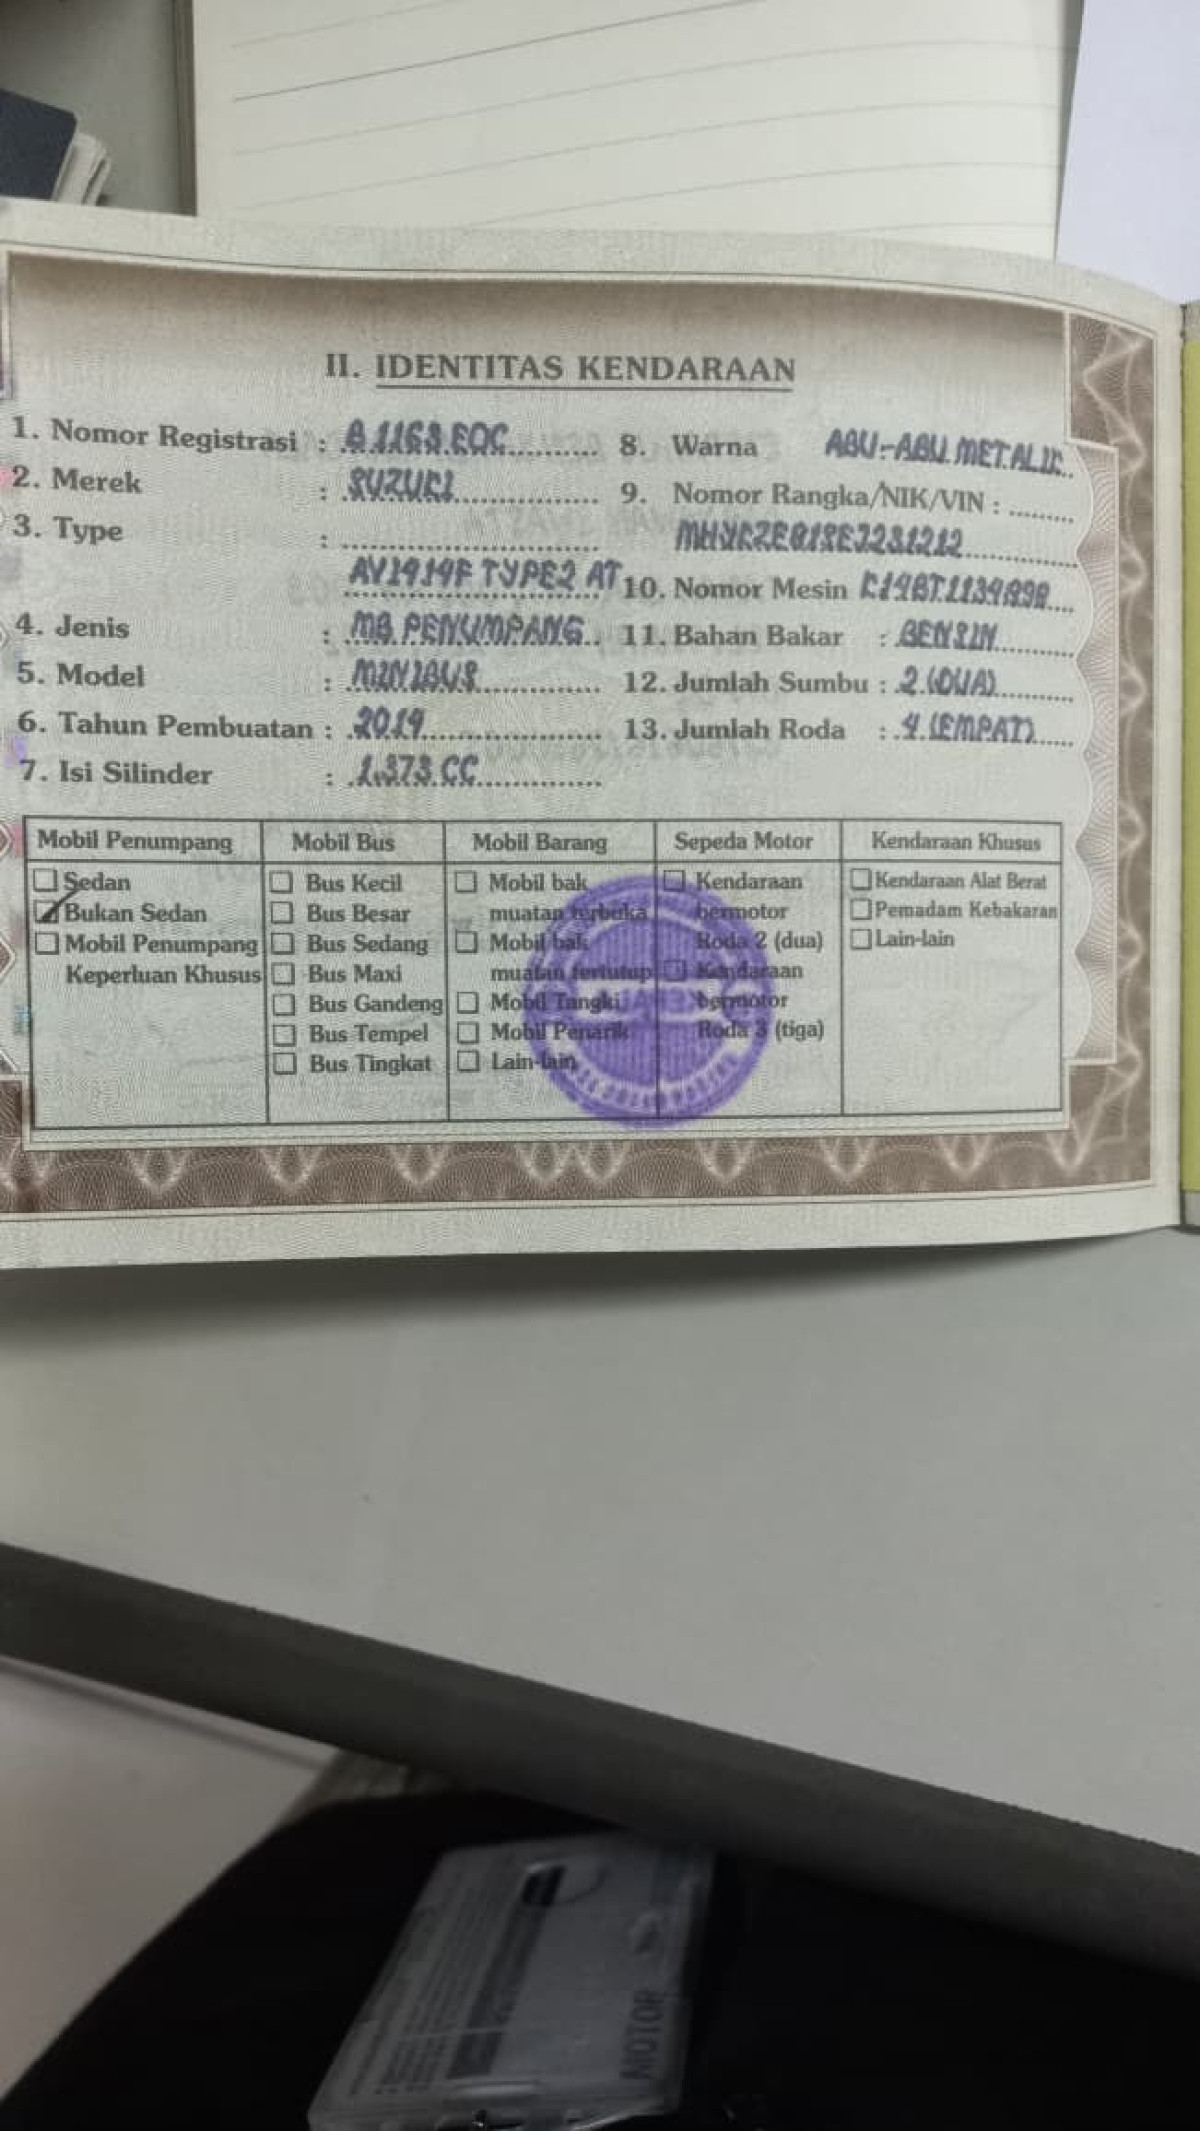 II. IDENTITAS KENDARAAN
1. Nomor Registrasi : B.1163.EQC
2. Merek : SUZUKI
3. Type :
AV1414F TYPE2 AT
4. Jenis : MB. PENUMPANG
5. Model : MINIBUS
6. Tahun Pembuatan : 2014
7. Isi Silinder : 1.373.CC
8. Warna ABU-ABU METALIK
9. Nomor Rangka/NIK/VIN :
10. Nomor Mesin
11. Bahan Bakar : BENSIN
12. Jumlah Sumbu : 2 (DUA)
13. Jumlah Roda : 4 (EMPAT)
Mobil Penumpang
Sedan
Bukan Sedan
Mobil Penumpang
Keperluan Khusus
Mobil Bus
Bus Kecil
Bus Besar
Bus Sedang
Bus Maxi
Bus Gandeng
Bus Tempel
Bus Tingkat
Mobil Barang
Mobil bak
muatan terbuka
Mobil bak
muatan tertutup
Mobil Tangki
Mobil Penarik
Lain-lain
Sepeda Motor
Kendaraan
bermotor
Roda 2 (dua)
Kendaraan
bermotor
Roda 3 (tiga)
Kendaraan Khusus
Kendaraan Alat Berat
Pemadam Kebakaran
Lain-lain
MOTOR